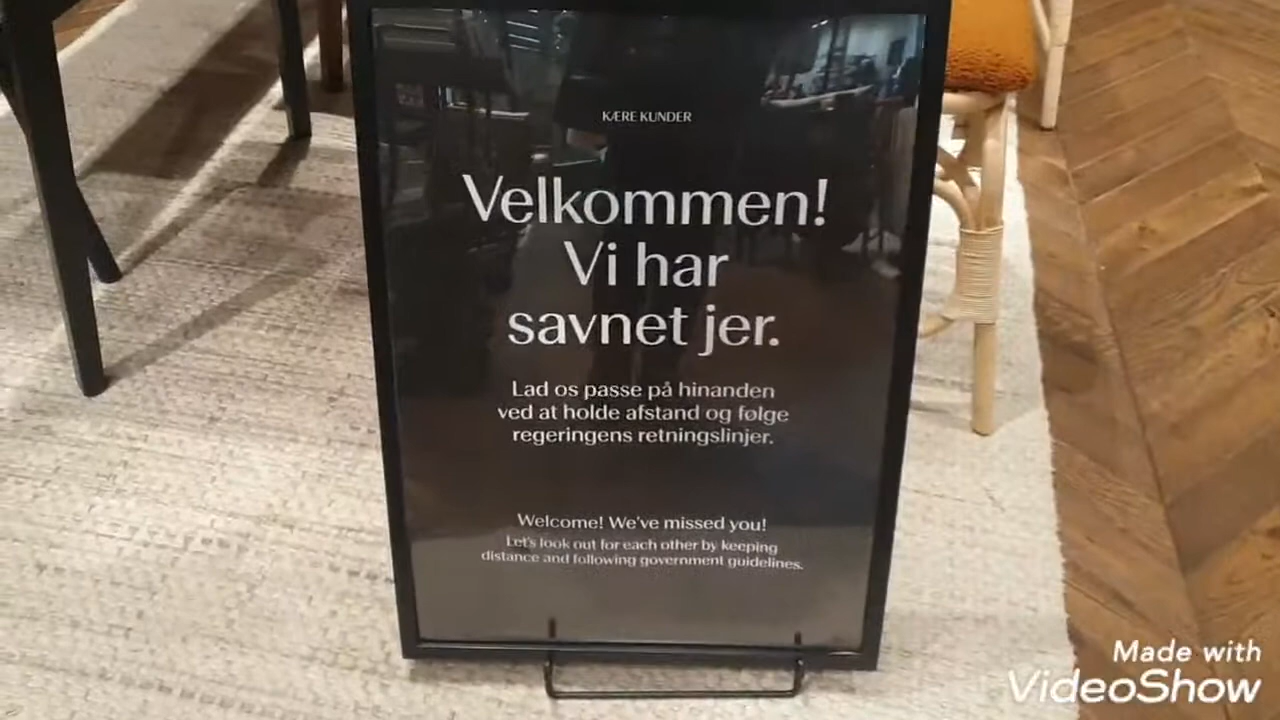 KÆRE KUNDER
Velkommen!
Vi har
savnet jer.
Lad os passe på hinanden
ved at holde afstand og følge
regeringens retningslinjer.
Welcome! We've missed you!
Let's look out for each other by keeping
distance and following government guidelines.
Made with
VideoShow